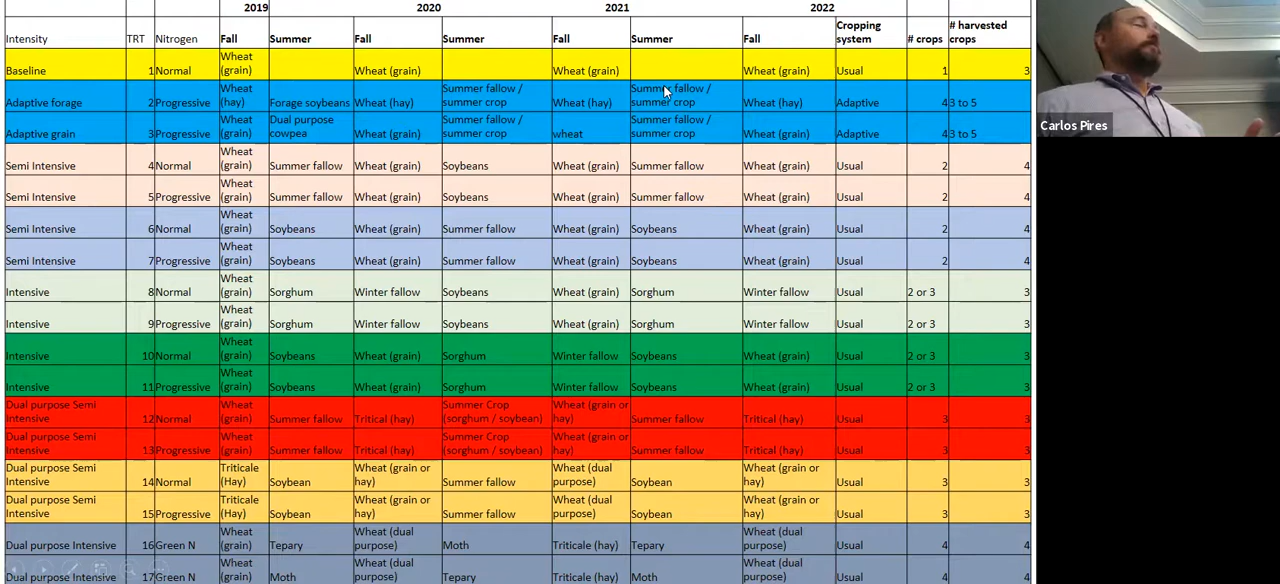 2019 2020 2021 2022
Intensity TRT Nitrogen Fall Summer Fall Summer Fall Summer Fall Cropping system # crops # harvested crops
Baseline 1 Normal Wheat (grain) Wheat (grain) Wheat (grain) Wheat (grain) Usual 1 3
Adaptive forage 2 Progressive Wheat (hay) Forage soybeans Wheat (hay) Summer fallow / summer crop Wheat (hay) Summer fallow / summer crop Wheat (hay) Adaptive 4 3 to 5
Adaptive grain 3 Progressive Wheat (grain) Dual purpose cowpea Wheat (grain) Summer fallow / summer crop wheat Summer fallow / summer crop Wheat (grain) Adaptive 4 3 to 5
Semi Intensive 4 Normal Wheat (grain) Summer fallow Wheat (grain) Soybeans Wheat (grain) Summer fallow Wheat (grain) Usual 2 4
Semi Intensive 5 Progressive Wheat (grain) Summer fallow Wheat (grain) Soybeans Wheat (grain) Summer fallow Wheat (grain) Usual 2 4
Semi Intensive 6 Normal Wheat (grain) Soybeans Wheat (grain) Summer fallow Wheat (grain) Soybeans Wheat (grain) Usual 2 4
Semi Intensive 7 Progressive Wheat (grain) Soybeans Wheat (grain) Summer fallow Wheat (grain) Soybeans Wheat (grain) Usual 2 4
Intensive 8 Normal Wheat (grain) Sorghum Winter fallow Soybeans Wheat (grain) Sorghum Winter fallow Usual 2 or 3 3
Intensive 9 Progressive Wheat (grain) Sorghum Winter fallow Soybeans Wheat (grain) Sorghum Winter fallow Usual 2 or 3 3
Intensive 10 Normal Wheat (grain) Soybeans Wheat (grain) Sorghum Winter fallow Soybeans Wheat (grain) Usual 2 or 3 3
Intensive 11 Progressive Wheat (grain) Soybeans Wheat (grain) Sorghum Winter fallow Soybeans Wheat (grain) Usual 2 or 3 3
Dual purpose Semi Intensive 12 Normal Wheat (grain) Summer fallow Tritical (hay) Summer Crop (sorghum / soybean) Wheat (grain or hay) Summer fallow Tritical (hay) Usual 3 3
Dual purpose Semi Intensive 13 Progressive Wheat (grain) Summer fallow Tritical (hay) Summer Crop (sorghum / soybean) Wheat (grain or hay) Summer fallow Tritical (hay) Usual 3 3
Dual purpose Semi Intensive 14 Normal Triticale (Hay) Soybean Wheat (grain or hay) Summer fallow Wheat (dual purpose) Soybean Wheat (grain or hay) Usual 3 3
Dual purpose Semi Intensive 15 Progressive Triticale (Hay) Soybean Wheat (grain or hay) Summer fallow Wheat (dual purpose) Soybean Wheat (grain or hay) Usual 3 3
Dual purpose Intensive 16 Green N Wheat (grain) Tepary Wheat (dual purpose) Moth Triticale (hay) Tepary Wheat (dual purpose) Usual 4 4
Dual purpose Intensive 17 Green N Wheat (grain) Moth Wheat (dual purpose) Tepary Triticale (hay) Moth Wheat (dual purpose) Usual 4 4
Carlos Pires